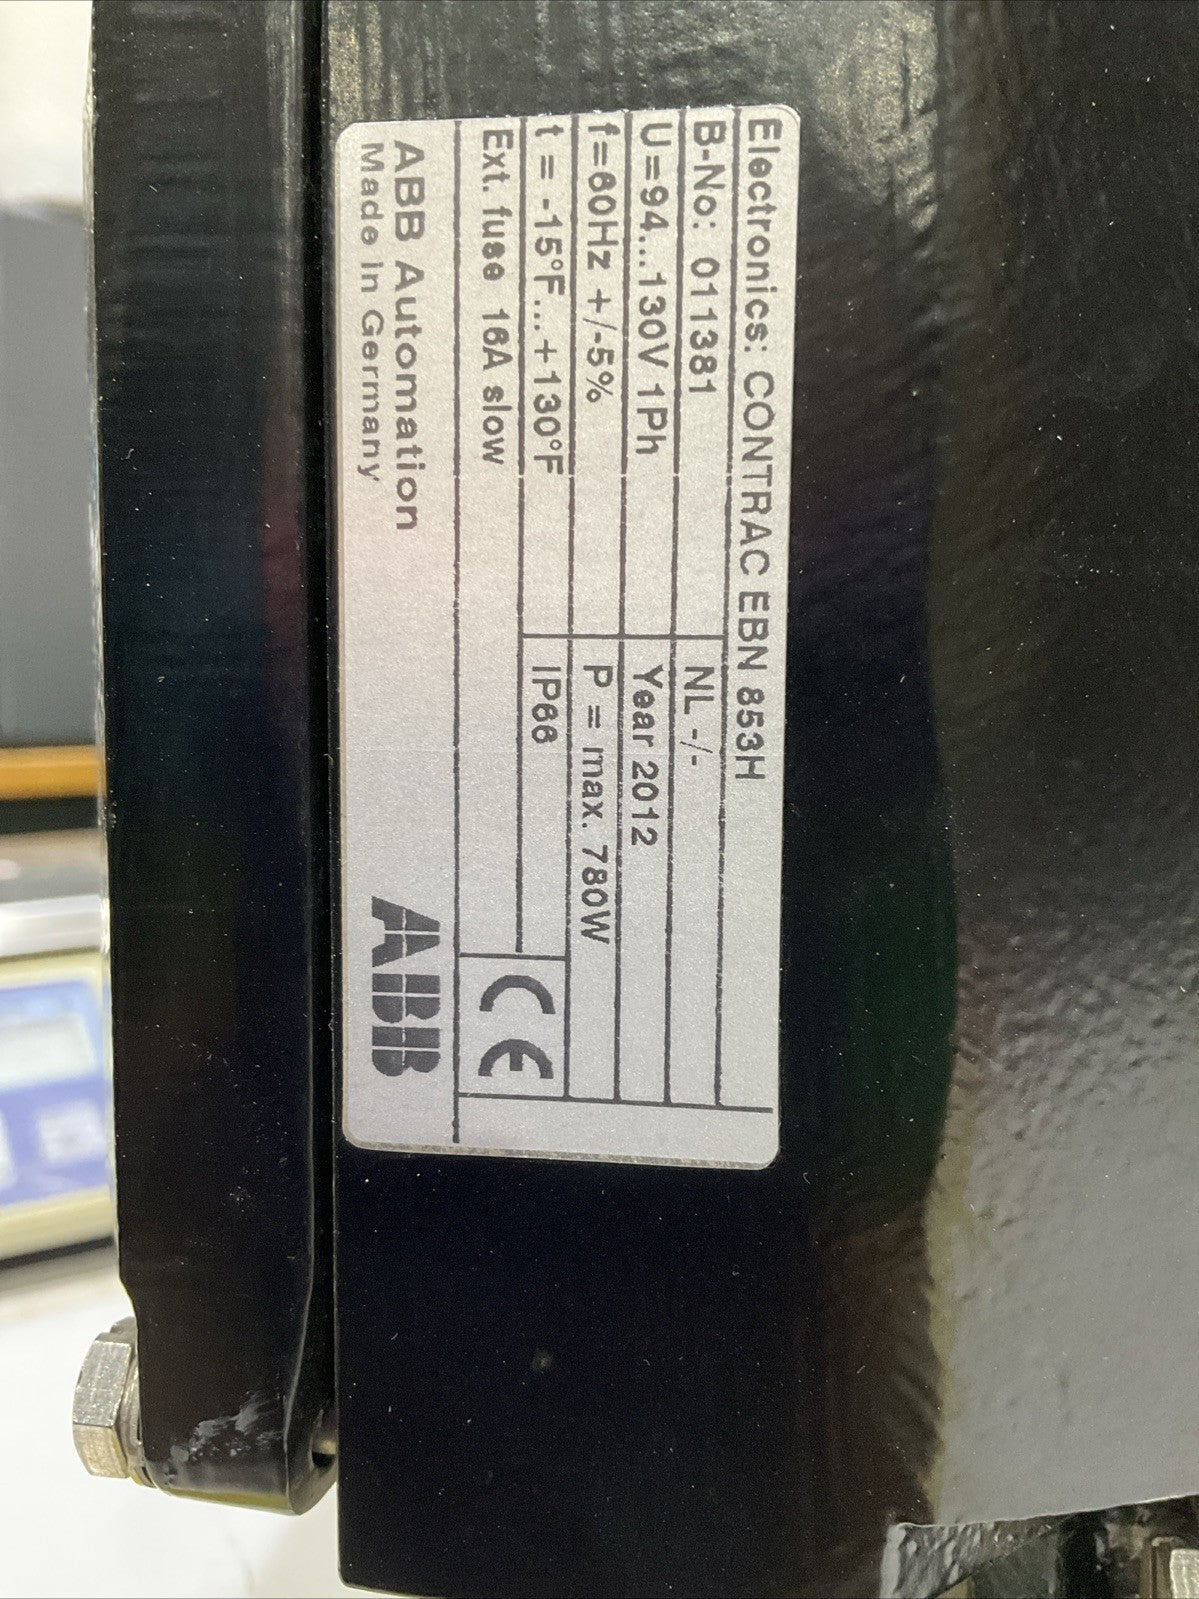 Electronics: CONTRAC EBN 853H
B-No: 011381 NL -/-
U=94...130V 1Ph Year 2012
f=60Hz +/-5% P = max. 780W
t = -15°F...+130°F IP66
Ext. fuse 16A slow CE
ABB Automation ABB
Made in Germany